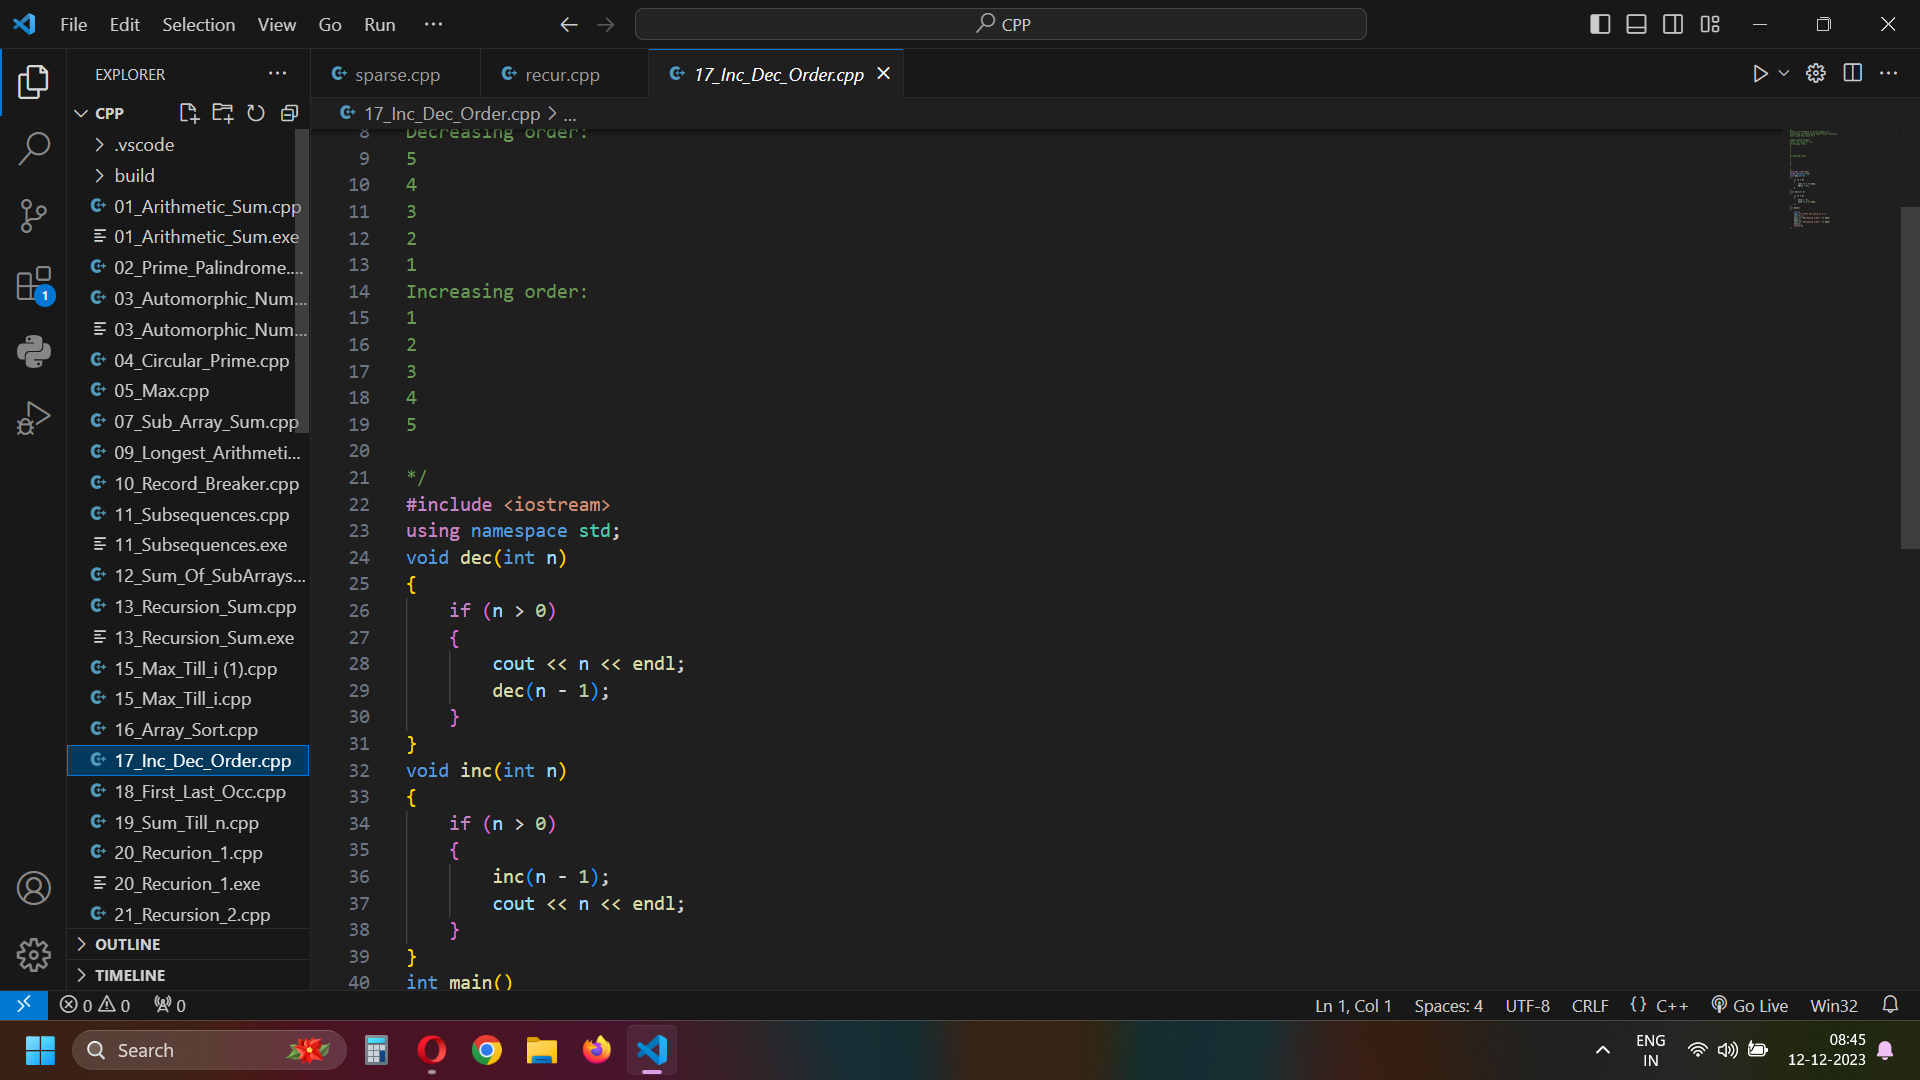 File Edit Selection View Go Run ...
CPP
EXPLORER ...
sparse.cpp
recur.cpp
17_Inc_Dec_Order.cpp
CPP
17_Inc_Dec_Order.cpp > ...
.vscode
build
01_Arithmetic_Sum.cpp
01_Arithmetic_Sum.exe
02_Prime_Palindrome....
03_Automorphic_Num...
03_Automorphic_Num...
04_Circular_Prime.cpp
05_Max.cpp
07_Sub_Array_Sum.cpp
09_Longest_Arithmeti...
10_Record_Breaker.cpp
11_Subsequences.cpp
11_Subsequences.exe
12_Sum_Of_SubArrays...
13_Recursion_Sum.cpp
13_Recursion_Sum.exe
15_Max_Till_i (1).cpp
15_Max_Till_i.cpp
16_Array_Sort.cpp
17_Inc_Dec_Order.cpp
18_First_Last_Occ.cpp
19_Sum_Till_n.cpp
20_Recurion_1.cpp
20_Recurion_1.exe
21_Recursion_2.cpp
OUTLINE
TIMELINE
1
8 Decreasing order:
9 5
10 4
11 3
12 2
13 1
14 Increasing order:
15 1
16 2
17 3
18 4
19 5
20
21 */
22 #include <iostream>
23 using namespace std;
24 void dec(int n)
25 {
26 if (n > 0)
27 {
28 cout << n << endl;
29 dec(n - 1);
30 }
31 }
32 void inc(int n)
33 {
34 if (n > 0)
35 {
36 inc(n - 1);
37 cout << n << endl;
38 }
39 }
40 int main()
0 0 0
Ln 1, Col 1 Spaces: 4 UTF-8 CRLF {} C++ Go Live Win32
Search
ENG
IN
08:45
12-12-2023